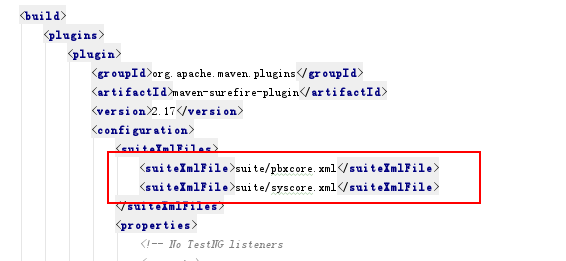 <build>
<plugins>
<plugin>
<groupId>org.apache.maven.plugins</groupId>
<artifactId>maven-surefire-plugin</artifactId>
<version>2.17</version>
<configuration>
<suiteXmlFiles>
<suiteXmlFile>suite/pbxcore.xml</suiteXmlFile>
<suiteXmlFile>suite/syscore.xml</suiteXmlFile>
</suiteXmlFiles>
<properties>
<!-- No TestNG listeners